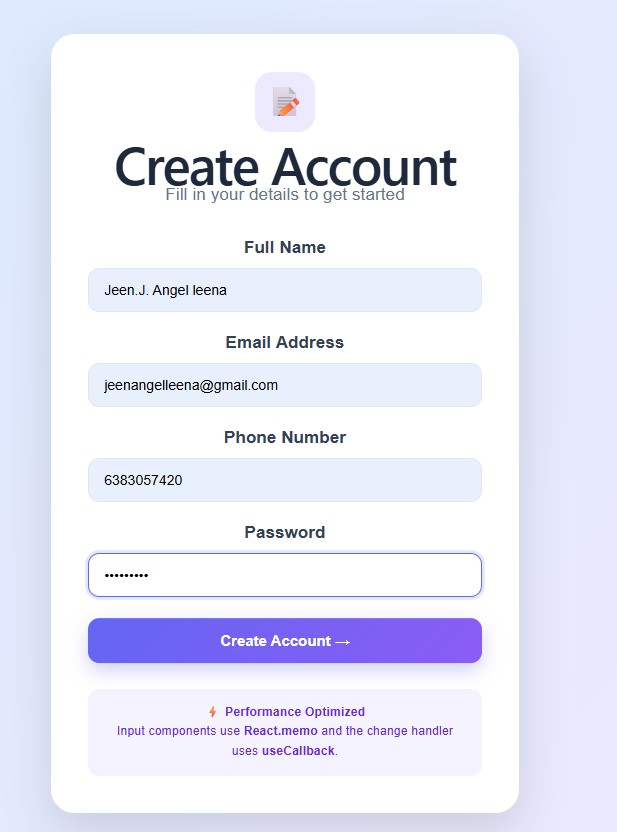 Create Account
Fill in your details to get started
Full Name
Jeen.J. Angel leena
Email Address
jeenangelleena@gmail.com
Phone Number
6383057420
Password
•••••••••
Create Account →
⚡ Performance Optimized
Input components use React.memo and the change handler
uses useCallback.